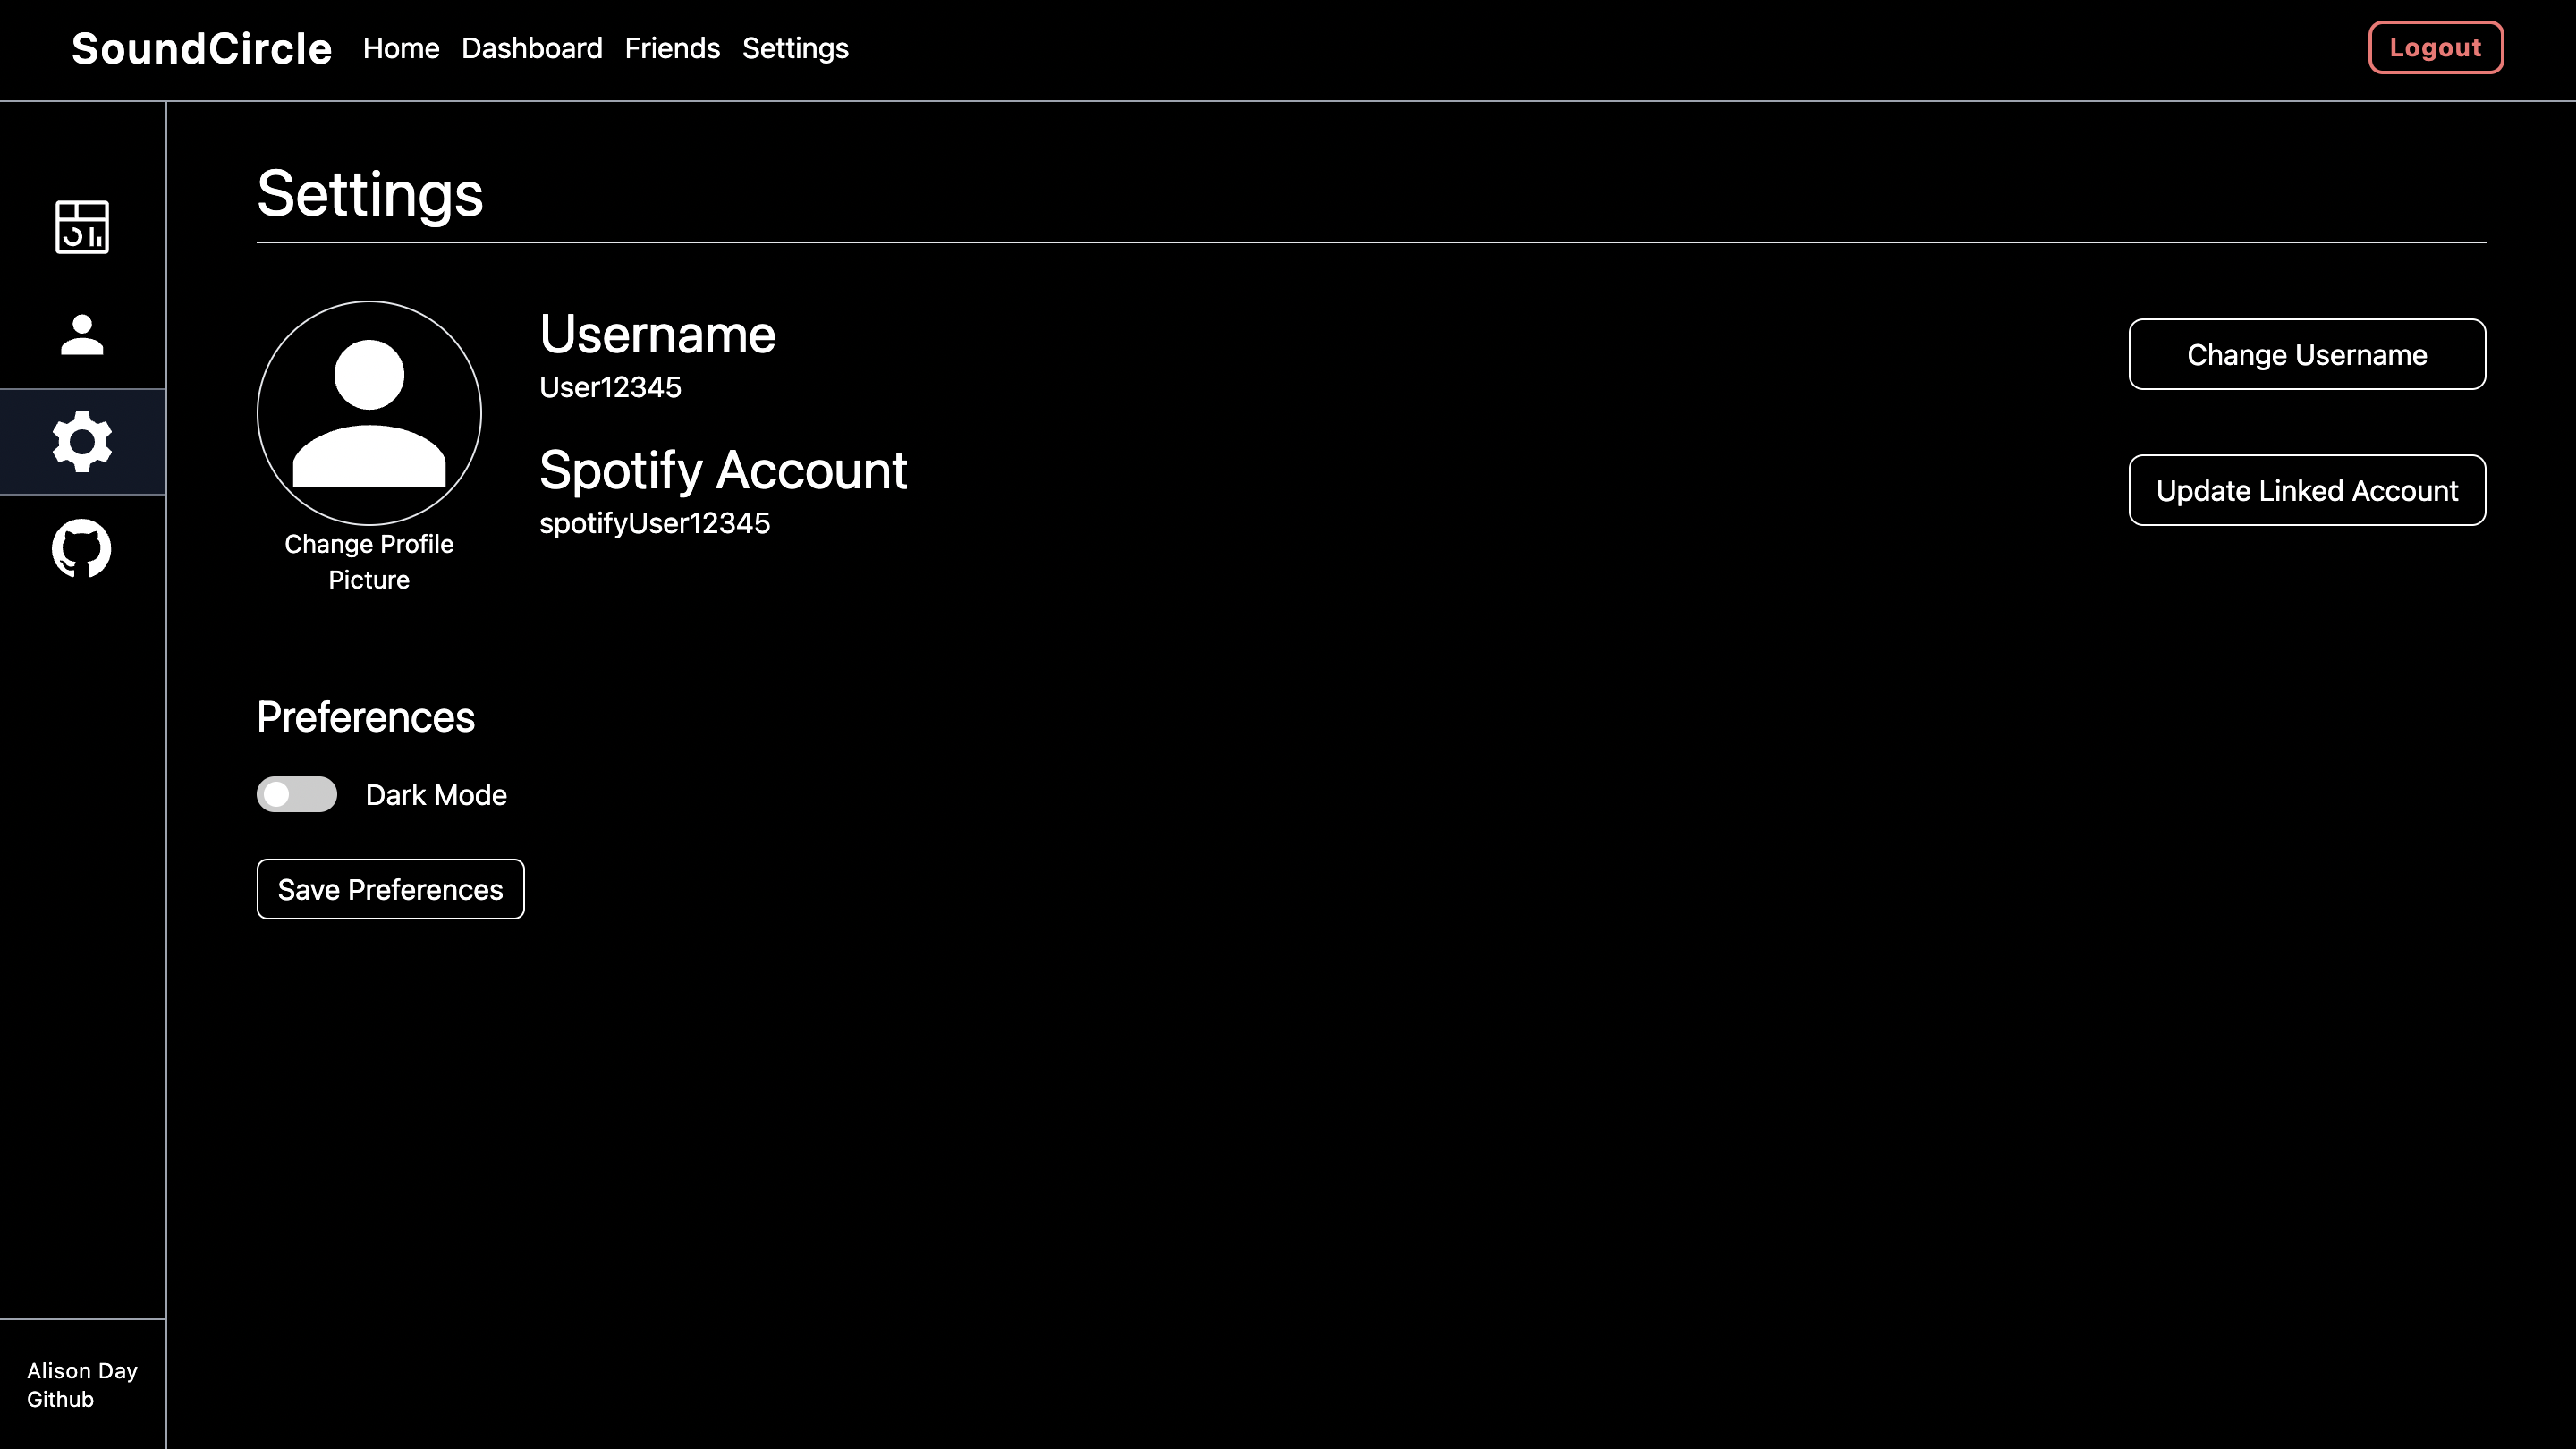 SoundCircle Home Dashboard Friends Settings Logout
Settings
Username
User12345
Change Username
Spotify Account
spotifyUser12345
Update Linked Account
Change Profile
Picture
Preferences
Dark Mode
Save Preferences
Alison Day
Github